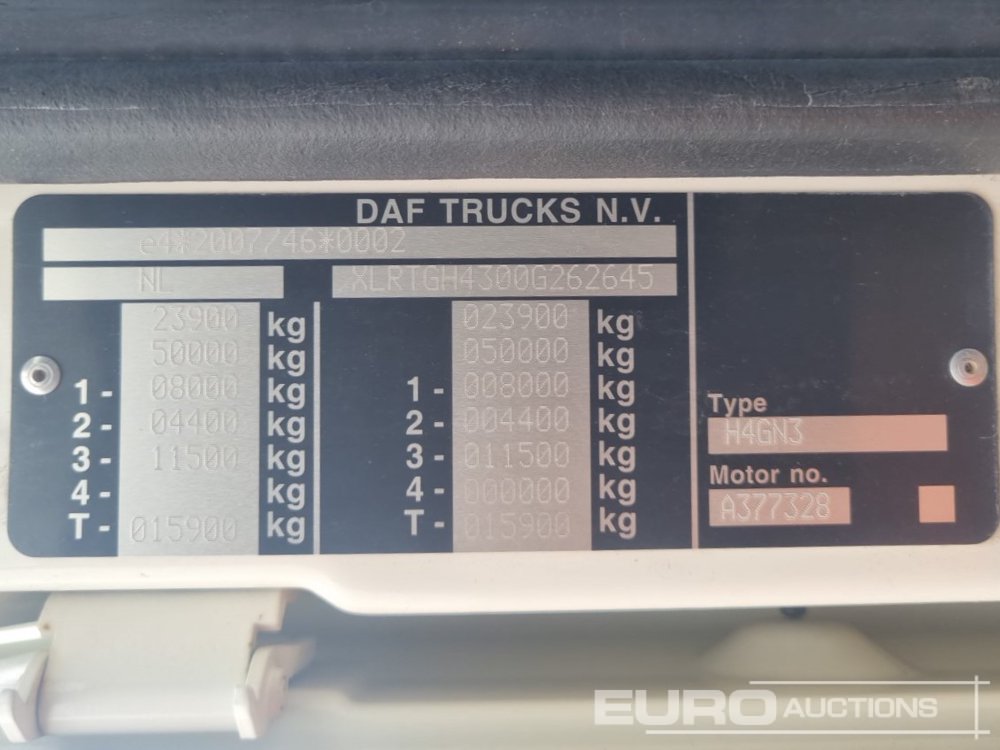 DAF TRUCKS N.V.
e4*2007/46*0002
NL XLRTGH4300G262645
23900 kg 023900 kg
50000 kg 050000 kg
1- 08000 kg 1- 008000 kg
2- 04400 kg 2- 004400 kg
3- 11500 kg 3- 011500 kg
4- kg 4- 000000 kg
T- 015900 kg T- 015900 kg
Type
H4GN3
Motor no.
A377328
EURO AUCTIONS